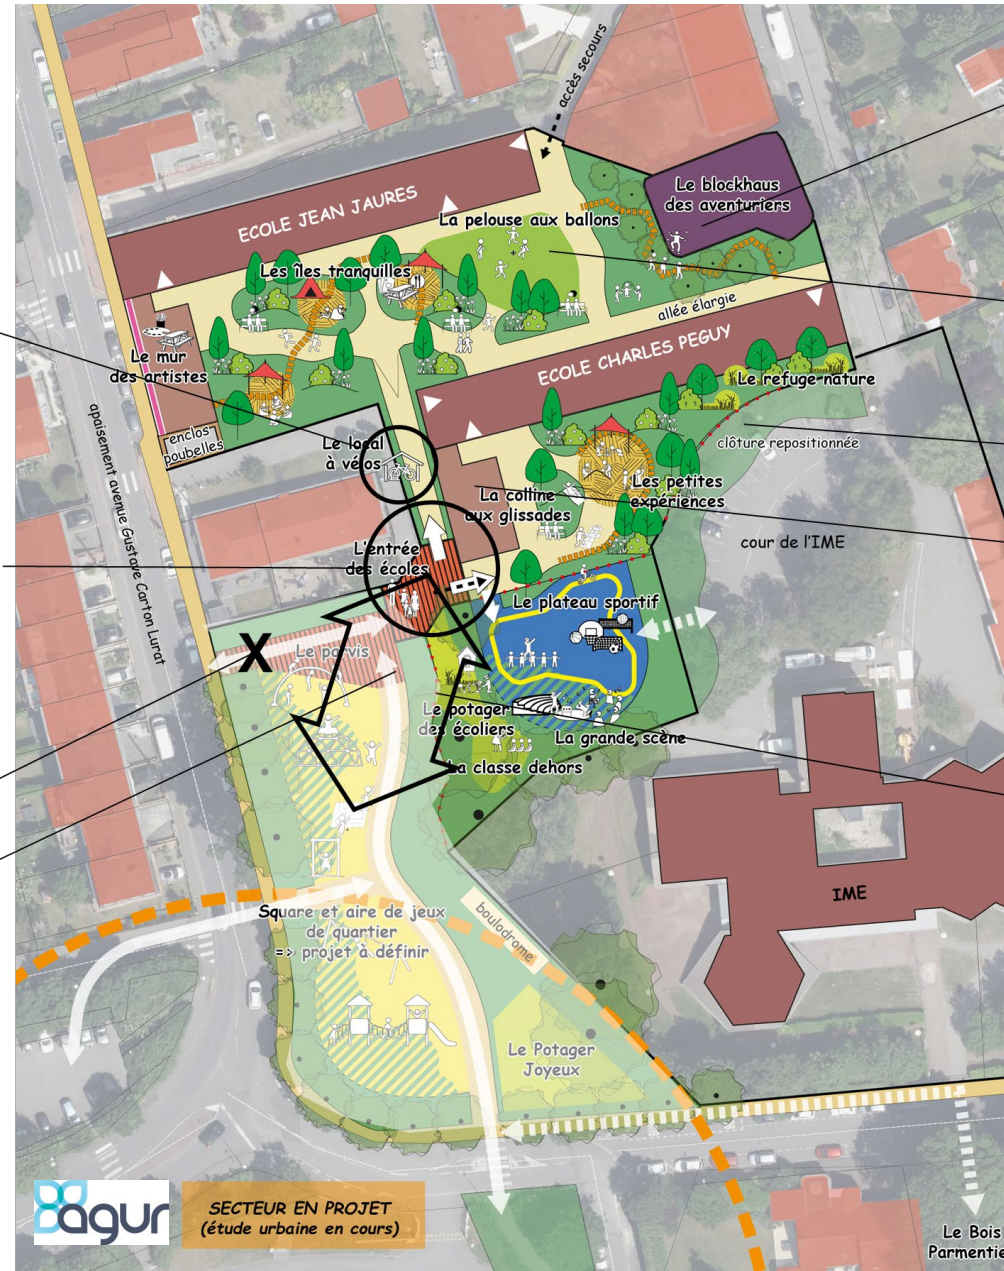 accès secours
ECOLE JEAN JAURES
Le blockhaus
des aventuriers
La pelouse aux ballons
Les îles tranquilles
allée élargie
ECOLE CHARLES PEGUY
Le mur
des artistes
Le refuge nature
enclos
poubelles
Le local
à vélos
clôture repositionnée
apaisement avenue Gustave Carton Lurat
La colline
aux glissades
Les petites
expériences
L'entrée
des écoles
cour de l'IME
Le plateau sportif
X
Le parvis
Le potager
des écoliers
La grande scène
La classe dehors
IME
Square et aire de jeux
de quartier
=> projet à définir
boulodrome
Le Potager
Joyeux
agur
SECTEUR EN PROJET
(étude urbaine en cours)
Le Bois
Parmentie